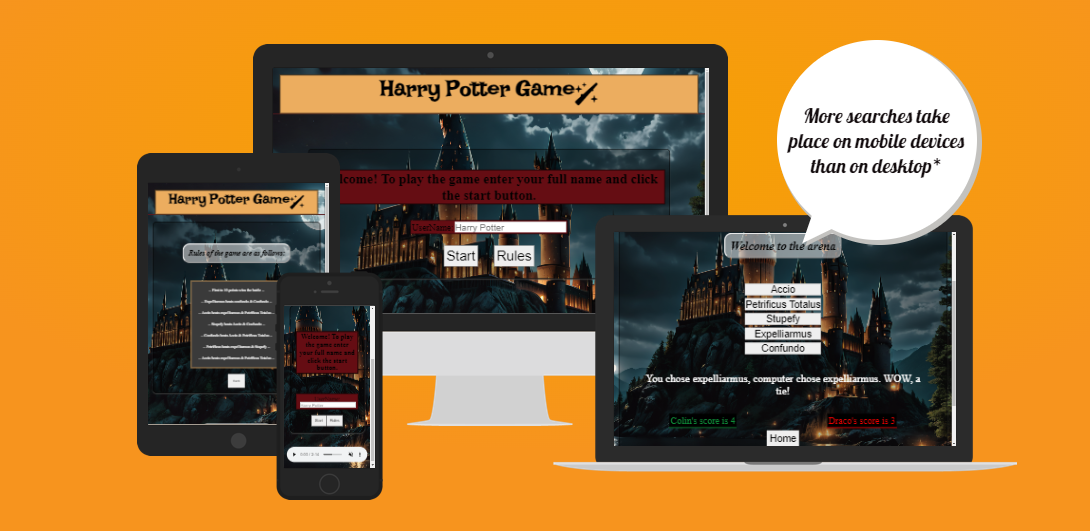 Harry Potter Game
lcome! To play the game enter your full name and click
the start button.
UserName: Harry Potter
Start Rules
More searches take
place on mobile devices
than on desktop*
Harry Potter Game
Rules of the game are as follows:
Welcome! To play
the game enter
your full name and
click the start
button.
Start Rules
Welcome to the arena
Accio
Petrificus Totalus
Stupefy
Expelliarmus
Confundo
You chose expelliarmus, computer chose expelliarmus. WOW, a
tie!
Colin's score is 4 Draco's score is 3
Home